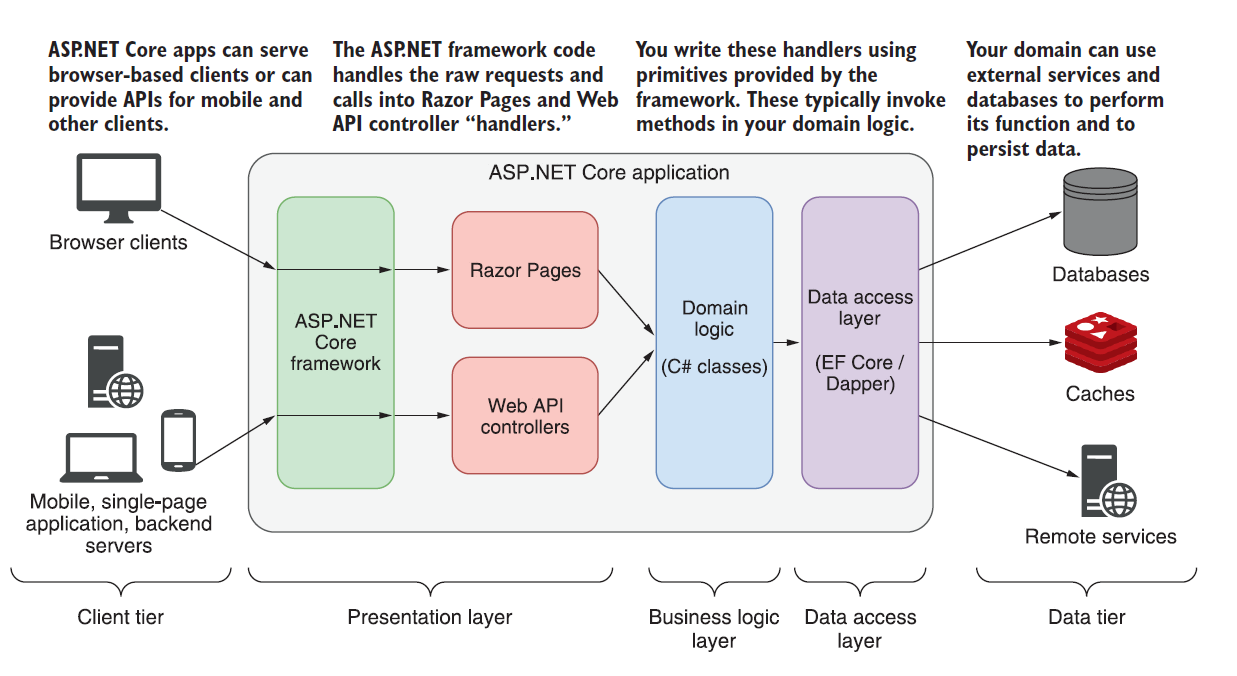 ASP.NET Core apps can serve
browser-based clients or can
provide APIs for mobile and
other clients.
The ASP.NET framework code
handles the raw requests and
calls into Razor Pages and Web
API controller “handlers.”
You write these handlers using
primitives provided by the
framework. These typically invoke
methods in your domain logic.
Your domain can use
external services and
databases to perform
its function and to
persist data.
ASP.NET Core application
Browser clients
Mobile, single-page
application, backend
servers
ASP.NET
Core
framework
Razor Pages
Web API
controllers
Domain
logic
(C# classes)
Data access
layer
(EF Core /
Dapper)
Databases
Caches
Remote services
Client tier
Presentation layer
Business logic
layer
Data access
layer
Data tier